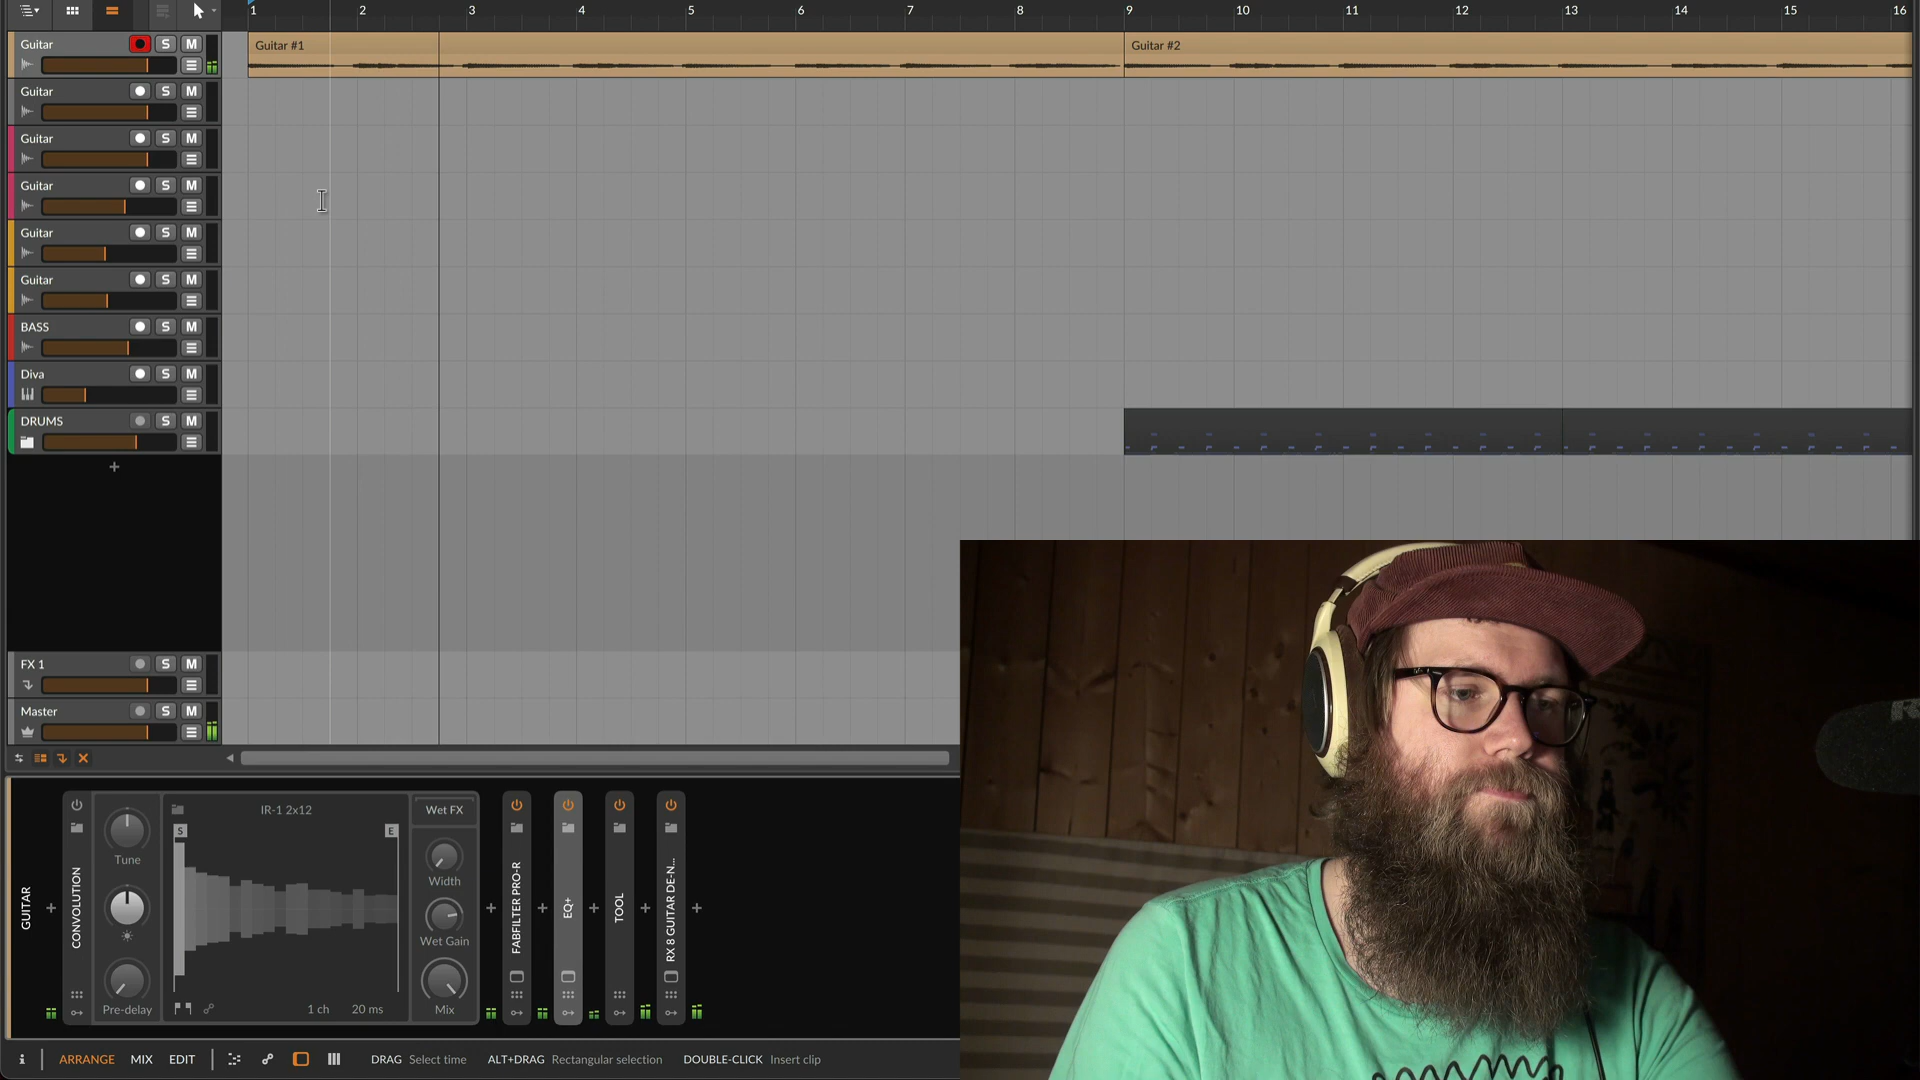 1 2 3 4 5 6 7 8 9 10 11 12 13 14 15 16
Guitar S M
Guitar #1 Guitar #2
Guitar S M
Guitar S M
Guitar S M
Guitar S M
Guitar S M
BASS S M
Diva S M
DRUMS S M
+
FX 1 S M
Master S M
GUITAR
CONVOLUTION
Tune
Pre-delay
IR-1 2x12
S E
1 ch 20 ms
Wet FX
Width
Wet Gain
Mix
FABFILTER PRO-R
EQ+
TOOL
RX 8 GUITAR DE-N...
ARRANGE MIX EDIT DRAG Select time ALT+DRAG Rectangular selection DOUBLE-CLICK Insert clip